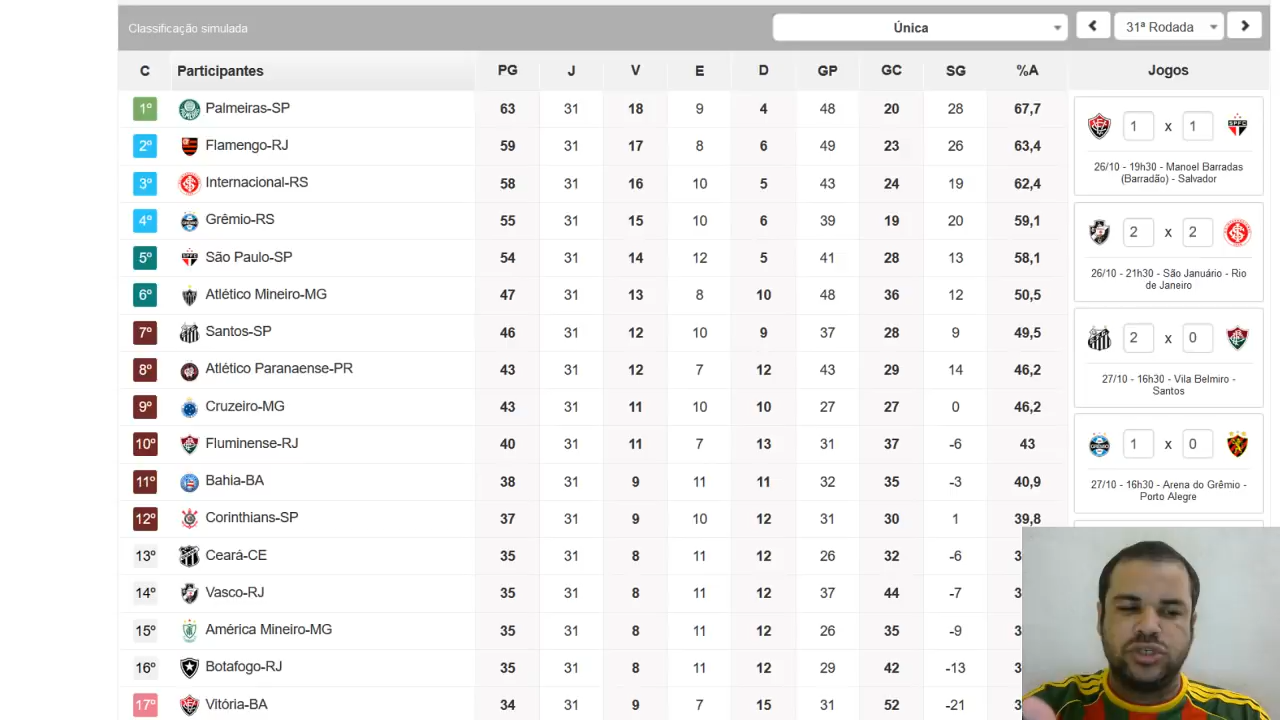 Classificação simulada
Única
31ª Rodada
C Participantes PG J V E D GP GC SG %A Jogos
1º Palmeiras-SP 63 31 18 9 4 48 20 28 67,7
2º Flamengo-RJ 59 31 17 8 6 49 23 26 63,4
3º Internacional-RS 58 31 16 10 5 43 24 19 62,4
4º Grêmio-RS 55 31 15 10 6 39 19 20 59,1
5º São Paulo-SP 54 31 14 12 5 41 28 13 58,1
6º Atlético Mineiro-MG 47 31 13 8 10 48 36 12 50,5
7º Santos-SP 46 31 12 10 9 37 28 9 49,5
8º Atlético Paranaense-PR 43 31 12 7 12 43 29 14 46,2
9º Cruzeiro-MG 43 31 11 10 10 27 27 0 46,2
10º Fluminense-RJ 40 31 11 7 13 31 37 -6 43
11º Bahia-BA 38 31 9 11 11 32 35 -3 40,9
12º Corinthians-SP 37 31 9 10 12 31 30 1 39,8
13º Ceará-CE 35 31 8 11 12 26 32 -6
14º Vasco-RJ 35 31 8 11 12 37 44 -7
15º América Mineiro-MG 35 31 8 11 12 26 35 -9
16º Botafogo-RJ 35 31 8 11 12 29 42 -13
17º Vitória-BA 34 31 9 7 15 31 52 -21
1 x 1
26/10 - 19h30 - Manoel Barradas
(Barradão) - Salvador
2 x 2
26/10 - 21h30 - São Januário - Rio
de Janeiro
2 x 0
27/10 - 16h30 - Vila Belmiro -
Santos
1 x 0
27/10 - 16h30 - Arena do Grêmio -
Porto Alegre